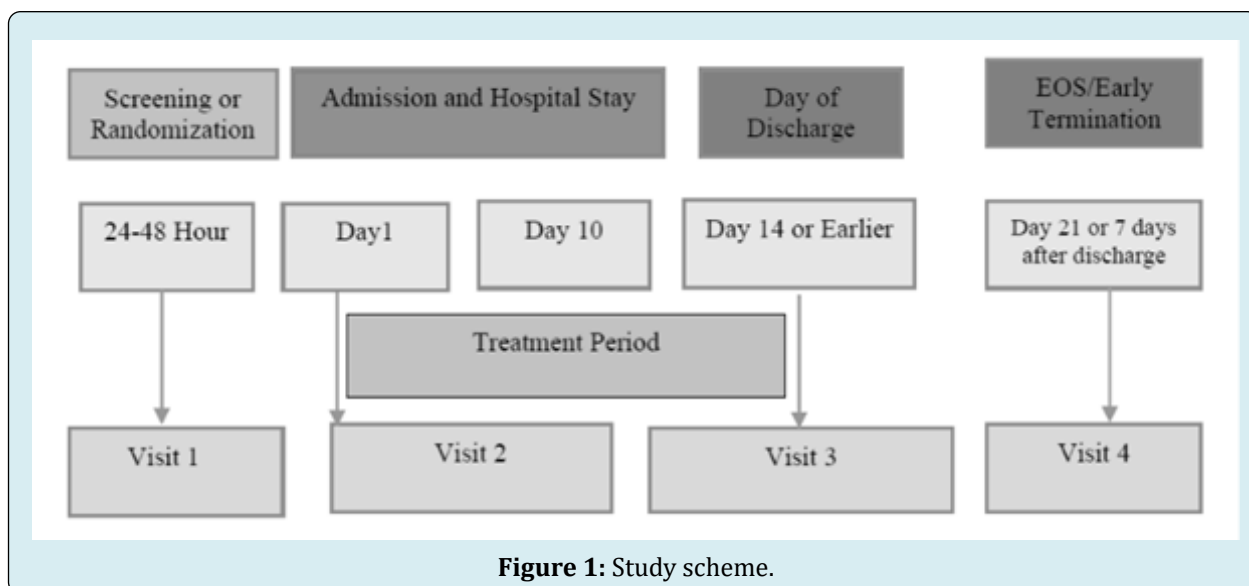 Screening or
Randomization
Admission and Hospital Stay
Day of
Discharge
EOS/Early
Termination
24-48 Hour
Day1
Day 10
Day 14 or Earlier
Day 21 or 7 days
after discharge
Treatment Period
Visit 1
Visit 2
Visit 3
Visit 4
Figure 1: Study scheme.